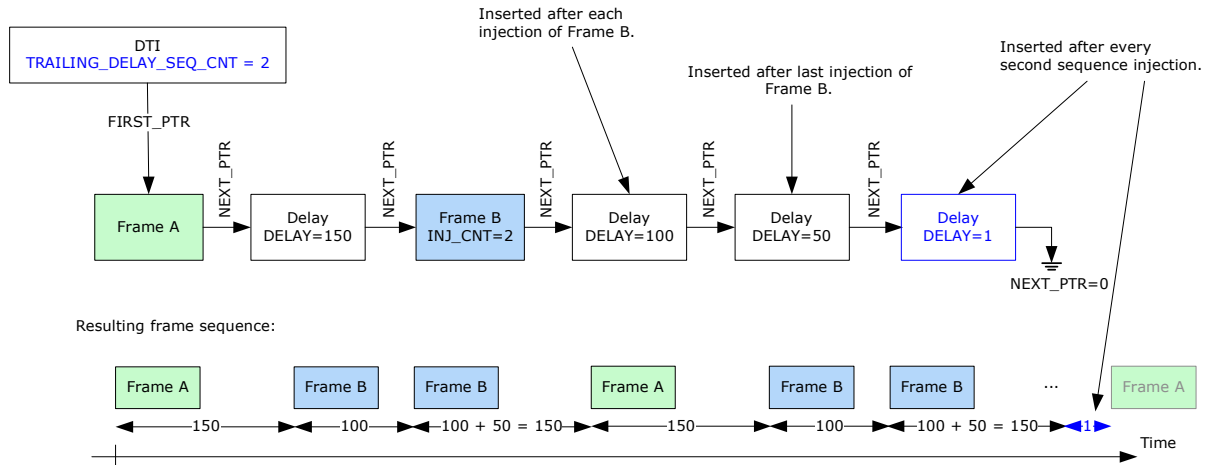 Inserted after each
injection of Frame B.
DTI
TRAILING_DELAY_SEQ_CNT = 2
Inserted after every
second sequence injection.
Inserted after last injection of
Frame B.
FIRST_PTR
NEXT_PTR
NEXT_PTR
NEXT_PTR
NEXT_PTR
NEXT_PTR
Frame A
Delay
DELAY=150
Frame B
INJ_CNT=2
Delay
DELAY=100
Delay
DELAY=50
Delay
DELAY=1
NEXT_PTR=0
Resulting frame sequence:
Frame A
Frame B
Frame B
Frame A
Frame B
Frame B
...
Frame A
150
100
100 + 50 = 150
150
100
100 + 50 = 150
1
Time